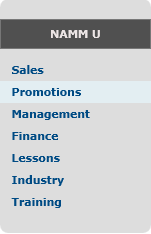 NAMM U
Sales
Promotions
Management
Finance
Lessons
Industry
Training